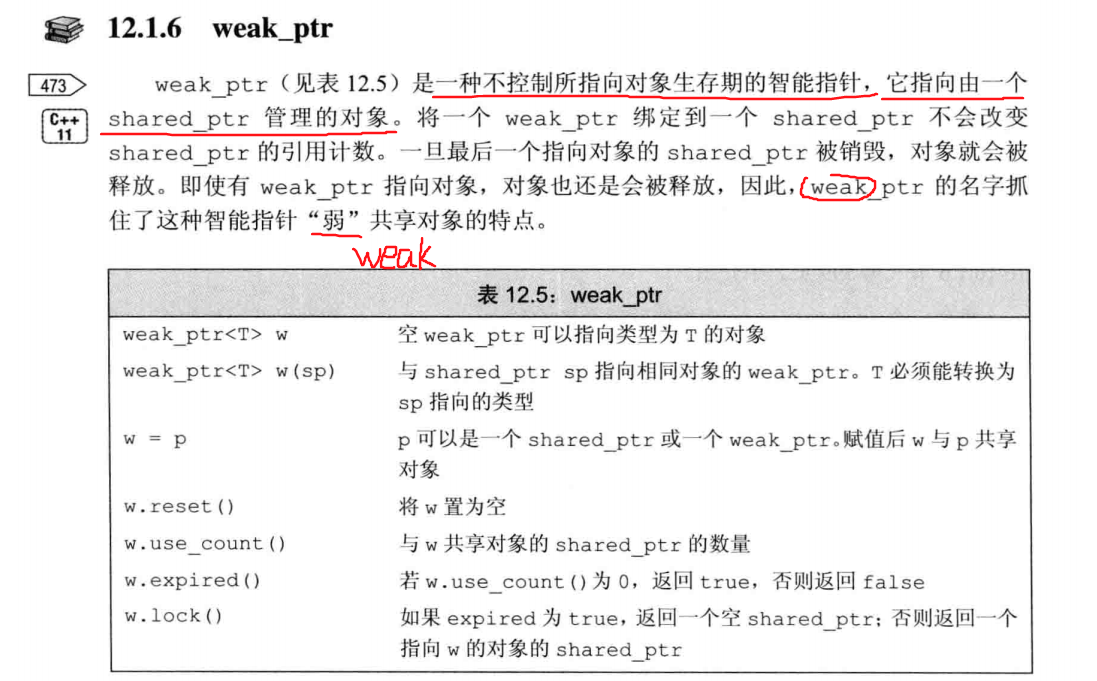 12.1.6 weak_ptr
473
weak_ptr（见表 12.5）是一种不控制所指向对象生存期的智能指针，它指向由一个
C++
11
shared_ptr 管理的对象。将一个 weak_ptr 绑定到一个 shared_ptr 不会改变
shared_ptr 的引用计数。一旦最后一个指向对象的 shared_ptr 被销毁，对象就会被
释放。即使有 weak_ptr 指向对象，对象也还是会被释放，因此，weak_ptr 的名字抓
住了这种智能指针“弱”共享对象的特点。
weak
表 12.5：weak_ptr
weak_ptr<T> w 空 weak_ptr 可以指向类型为 T 的对象
weak_ptr<T> w(sp) 与 shared_ptr sp 指向相同对象的 weak_ptr。T 必须能转换为
sp 指向的类型
w = p p 可以是一个 shared_ptr 或一个 weak_ptr。赋值后 w 与 p 共享
对象
w.reset() 将 w 置为空
w.use_count() 与 w 共享对象的 shared_ptr 的数量
w.expired() 若 w.use_count() 为 0，返回 true，否则返回 false
w.lock() 如果 expired 为 true，返回一个空 shared_ptr；否则返回一个
指向 w 的对象的 shared_ptr